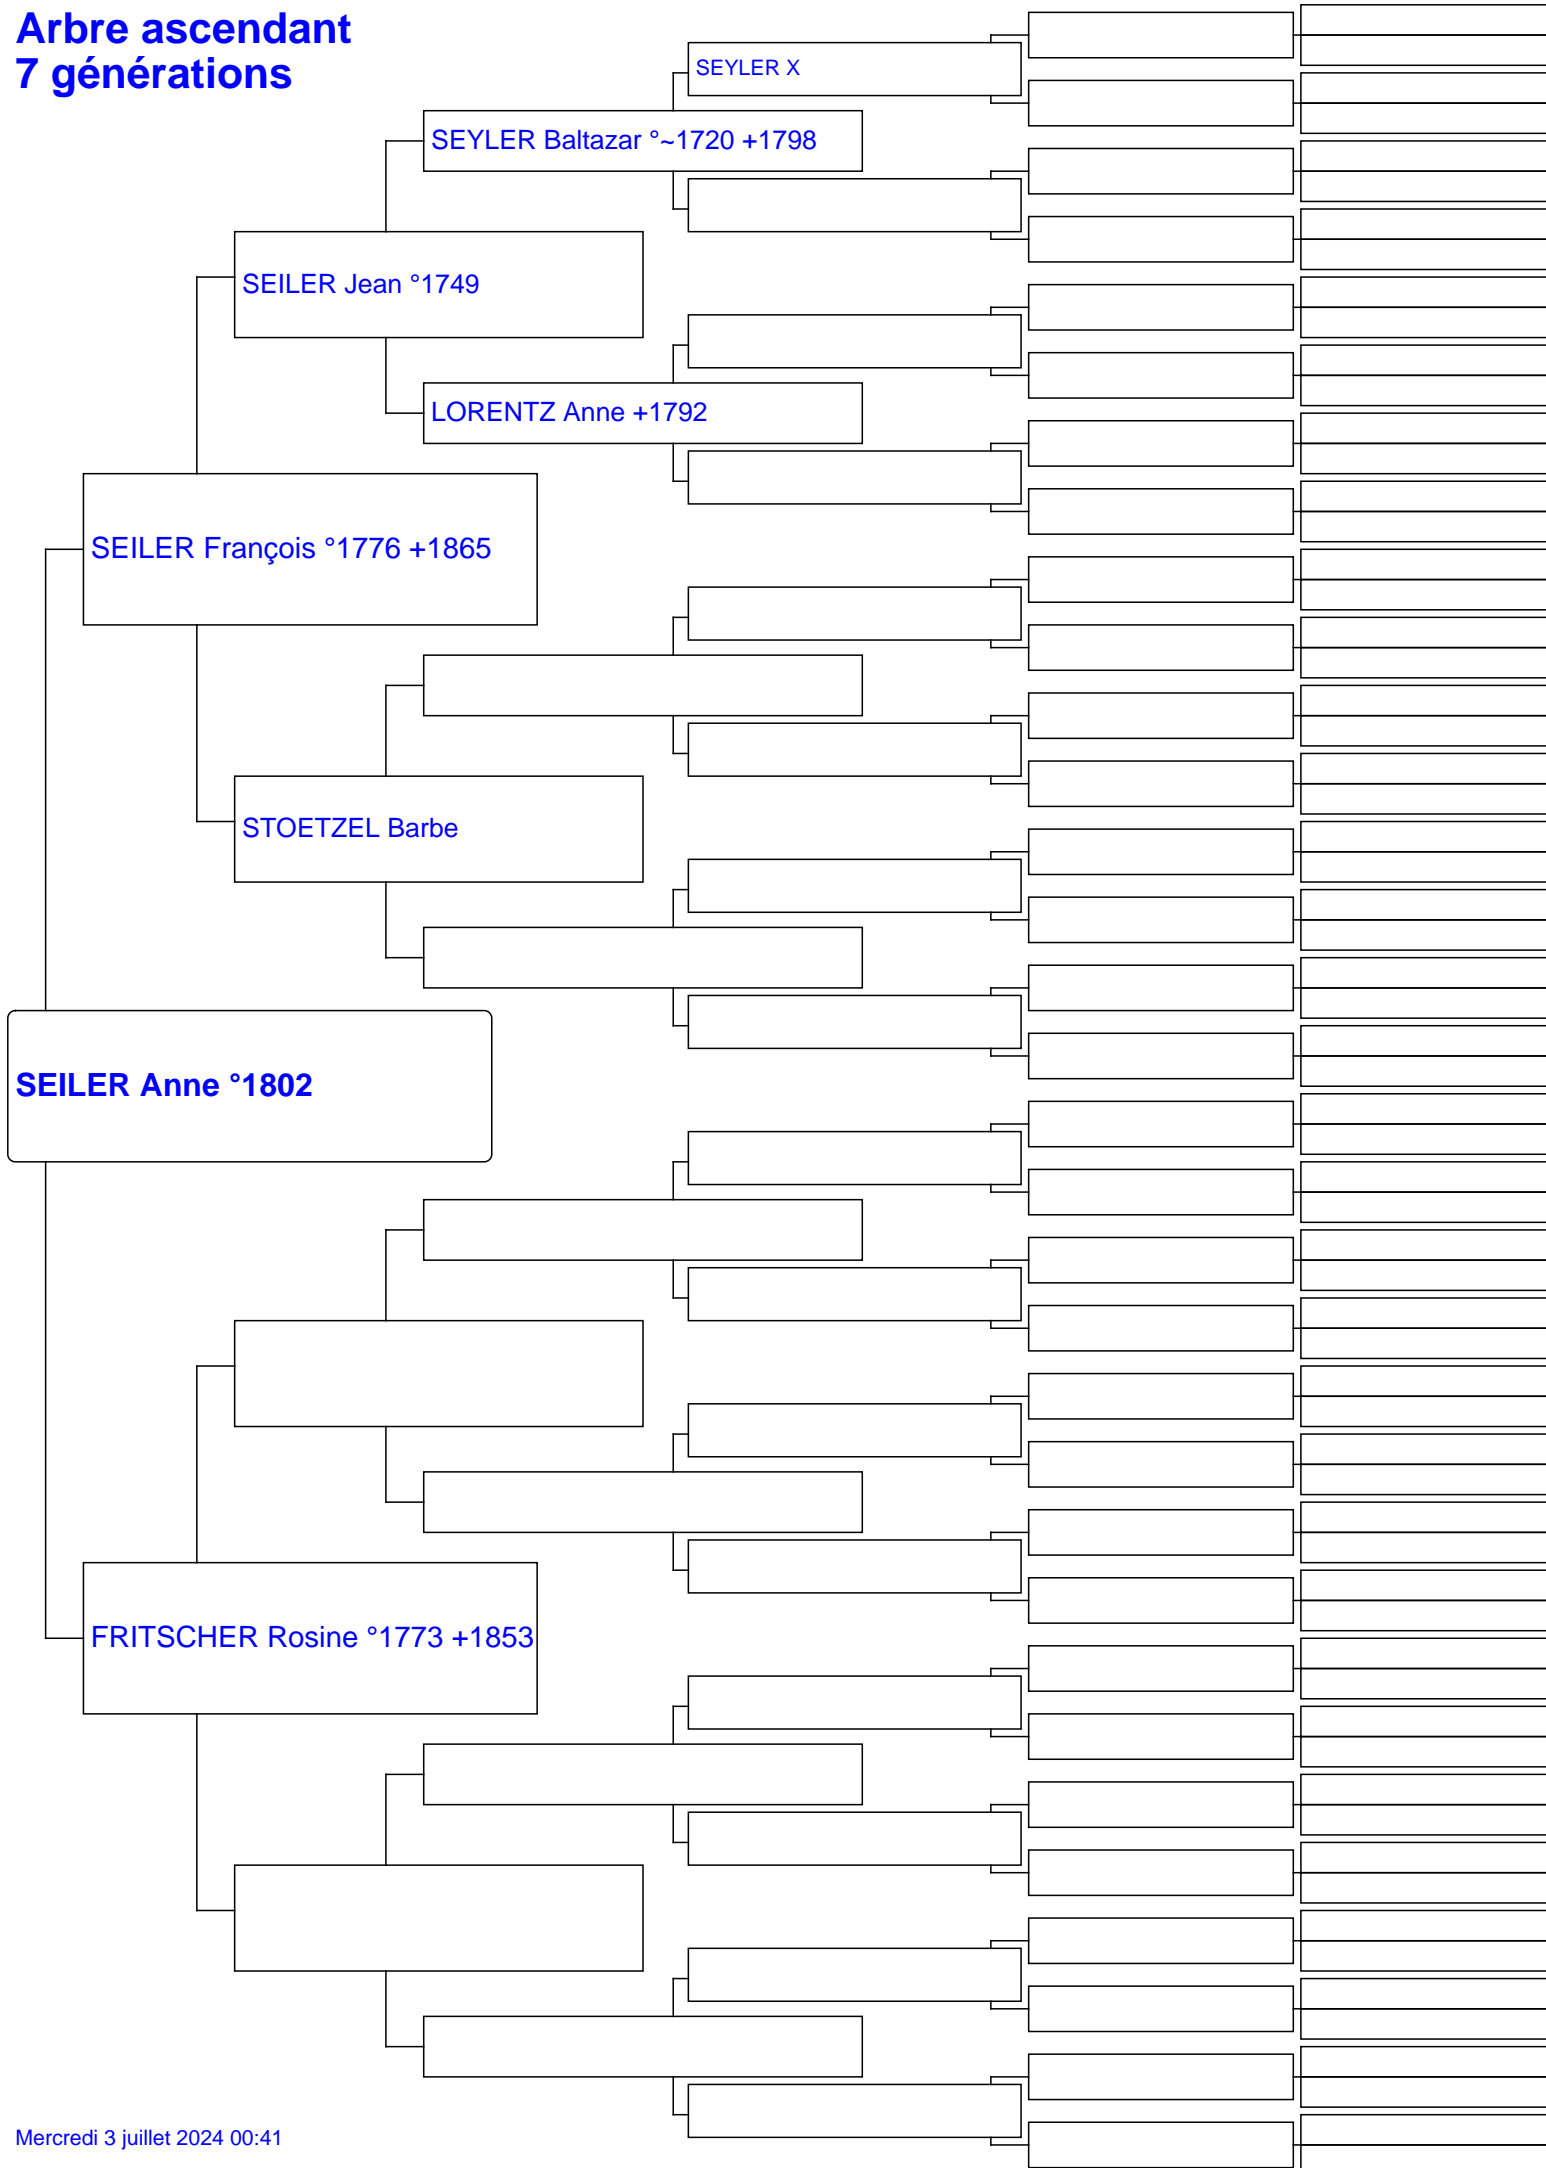 Arbre ascendant
7 générations
SEYLER X
SEYLER Baltazar °~1720 +1798
SEILER Jean °1749
LORENTZ Anne +1792
SEILER François °1776 +1865
STOETZEL Barbe
SEILER Anne °1802
FRITSCHER Rosine °1773 +1853
Mercredi 3 juillet 2024 00:41